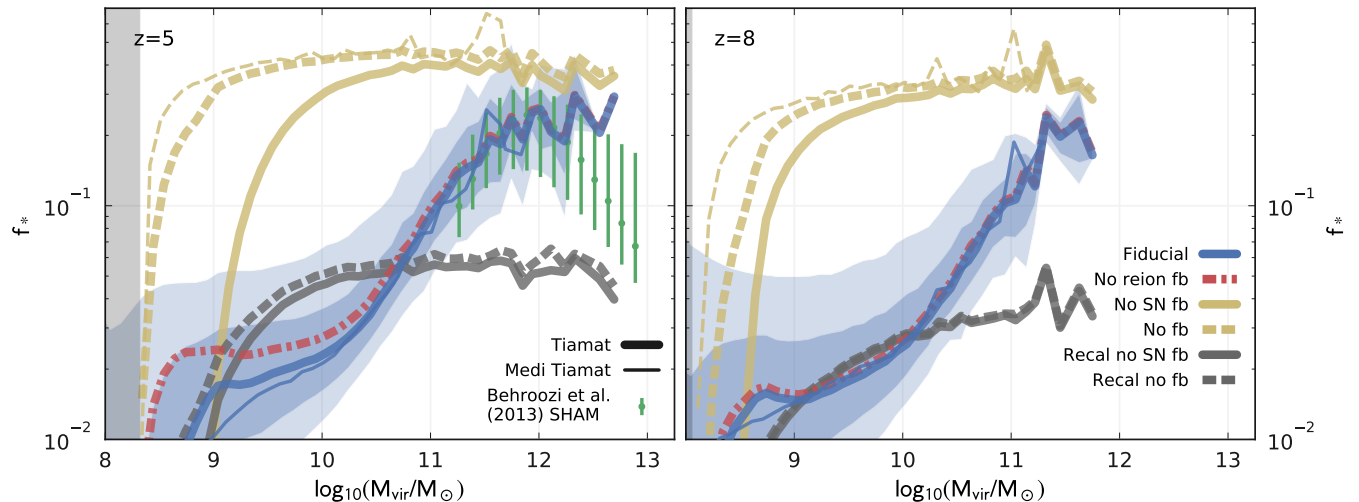 z=5
z=8
f*
10⁻¹
10⁻²
Tiamat
Medi Tiamat
Behroozi et al.
(2013) SHAM
Fiducial
No reion fb
No SN fb
No fb
Recal no SN fb
Recal no fb
10⁻¹
10⁻²
f*
8 9 10 11 12 13
9 10 11 12 13
log₁₀(Mvir/M⊙)
log₁₀(Mvir/M⊙)